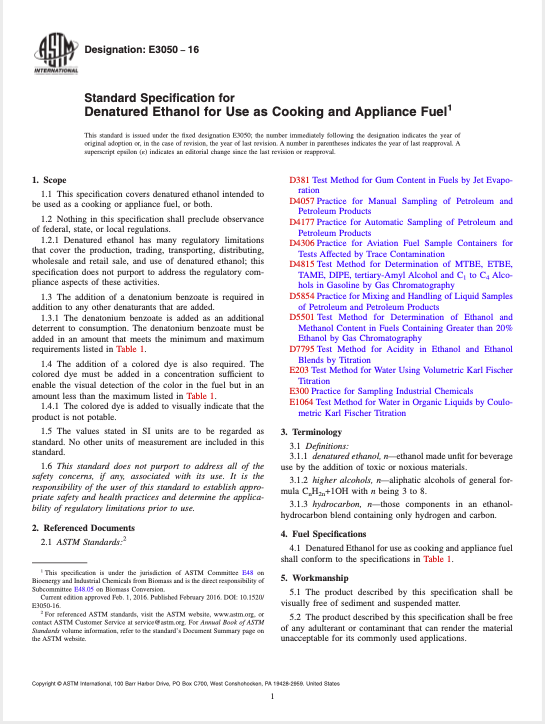 ASTM
INTERNATIONAL
Designation: E3050 − 16
Standard Specification for
Denatured Ethanol for Use as Cooking and Appliance Fuel1
This standard is issued under the fixed designation E3050; the number immediately following the designation indicates the year of
original adoption or, in the case of revision, the year of last revision. A number in parentheses indicates the year of last reapproval. A
superscript epsilon (ε) indicates an editorial change since the last revision or reapproval.
1. Scope
1.1 This specification covers denatured ethanol intended to
be used as a cooking or appliance fuel, or both.
1.2 Nothing in this specification shall preclude observance
of federal, state, or local regulations.
1.2.1 Denatured ethanol has many regulatory limitations
that cover the production, trading, transporting, distributing,
wholesale and retail sale, and use of denatured ethanol; this
specification does not purport to address the regulatory com-
pliance aspects of these activities.
1.3 The addition of a denatonium benzoate is required in
addition to any other denaturants that are added.
1.3.1 The denatonium benzoate is added as an additional
deterrent to consumption. The denatonium benzoate must be
added in an amount that meets the minimum and maximum
requirements listed in Table 1.
1.4 The addition of a colored dye is also required. The
colored dye must be added in a concentration sufficient to
enable the visual detection of the color in the fuel but in an
amount less than the maximum listed in Table 1.
1.4.1 The colored dye is added to visually indicate that the
product is not potable.
1.5 The values stated in SI units are to be regarded as
standard. No other units of measurement are included in this
standard.
1.6 This standard does not purport to address all of the
safety concerns, if any, associated with its use. It is the
responsibility of the user of this standard to establish appro-
priate safety and health practices and determine the applica-
bility of regulatory limitations prior to use.
2. Referenced Documents
2.1 ASTM Standards:2
1 This specification is under the jurisdiction of ASTM Committee E48 on
Bioenergy and Industrial Chemicals from Biomass and is the direct responsibility of
Subcommittee E48.05 on Biomass Conversion.
Current edition approved Feb. 1, 2016. Published February 2016. DOI: 10.1520/
E3050-16.
2 For referenced ASTM standards, visit the ASTM website, www.astm.org, or
contact ASTM Customer Service at service@astm.org. For Annual Book of ASTM
Standards volume information, refer to the standard's Document Summary page on
the ASTM website.
D381 Test Method for Gum Content in Fuels by Jet Evapo-
ration
D4057 Practice for Manual Sampling of Petroleum and
Petroleum Products
D4177 Practice for Automatic Sampling of Petroleum and
Petroleum Products
D4306 Practice for Aviation Fuel Sample Containers for
Tests Affected by Trace Contamination
D4815 Test Method for Determination of MTBE, ETBE,
TAME, DIPE, tertiary-Amyl Alcohol and C1 to C4 Alco-
hols in Gasoline by Gas Chromatography
D5854 Practice for Mixing and Handling of Liquid Samples
of Petroleum and Petroleum Products
D5501 Test Method for Determination of Ethanol and
Methanol Content in Fuels Containing Greater than 20%
Ethanol by Gas Chromatography
D7795 Test Method for Acidity in Ethanol and Ethanol
Blends by Titration
E203 Test Method for Water Using Volumetric Karl Fischer
Titration
E300 Practice for Sampling Industrial Chemicals
E1064 Test Method for Water in Organic Liquids by Coulo-
metric Karl Fischer Titration
3. Terminology
3.1 Definitions:
3.1.1 denatured ethanol, n—ethanol made unfit for beverage
use by the addition of toxic or noxious materials.
3.1.2 higher alcohols, n—aliphatic alcohols of general for-
mula CnH2n+1OH with n being 3 to 8.
3.1.3 hydrocarbon, n—those components in an ethanol-
hydrocarbon blend containing only hydrogen and carbon.
4. Fuel Specifications
4.1 Denatured Ethanol for use as cooking and appliance fuel
shall conform to the specifications in Table 1.
5. Workmanship
5.1 The product described by this specification shall be
visually free of sediment and suspended matter.
5.2 The product described by this specification shall be free
of any adulterant or contaminant that can render the material
unacceptable for its commonly used applications.
Copyright © ASTM International, 100 Barr Harbor Drive, PO Box C700, West Conshohocken, PA 19428-2959. United States
1